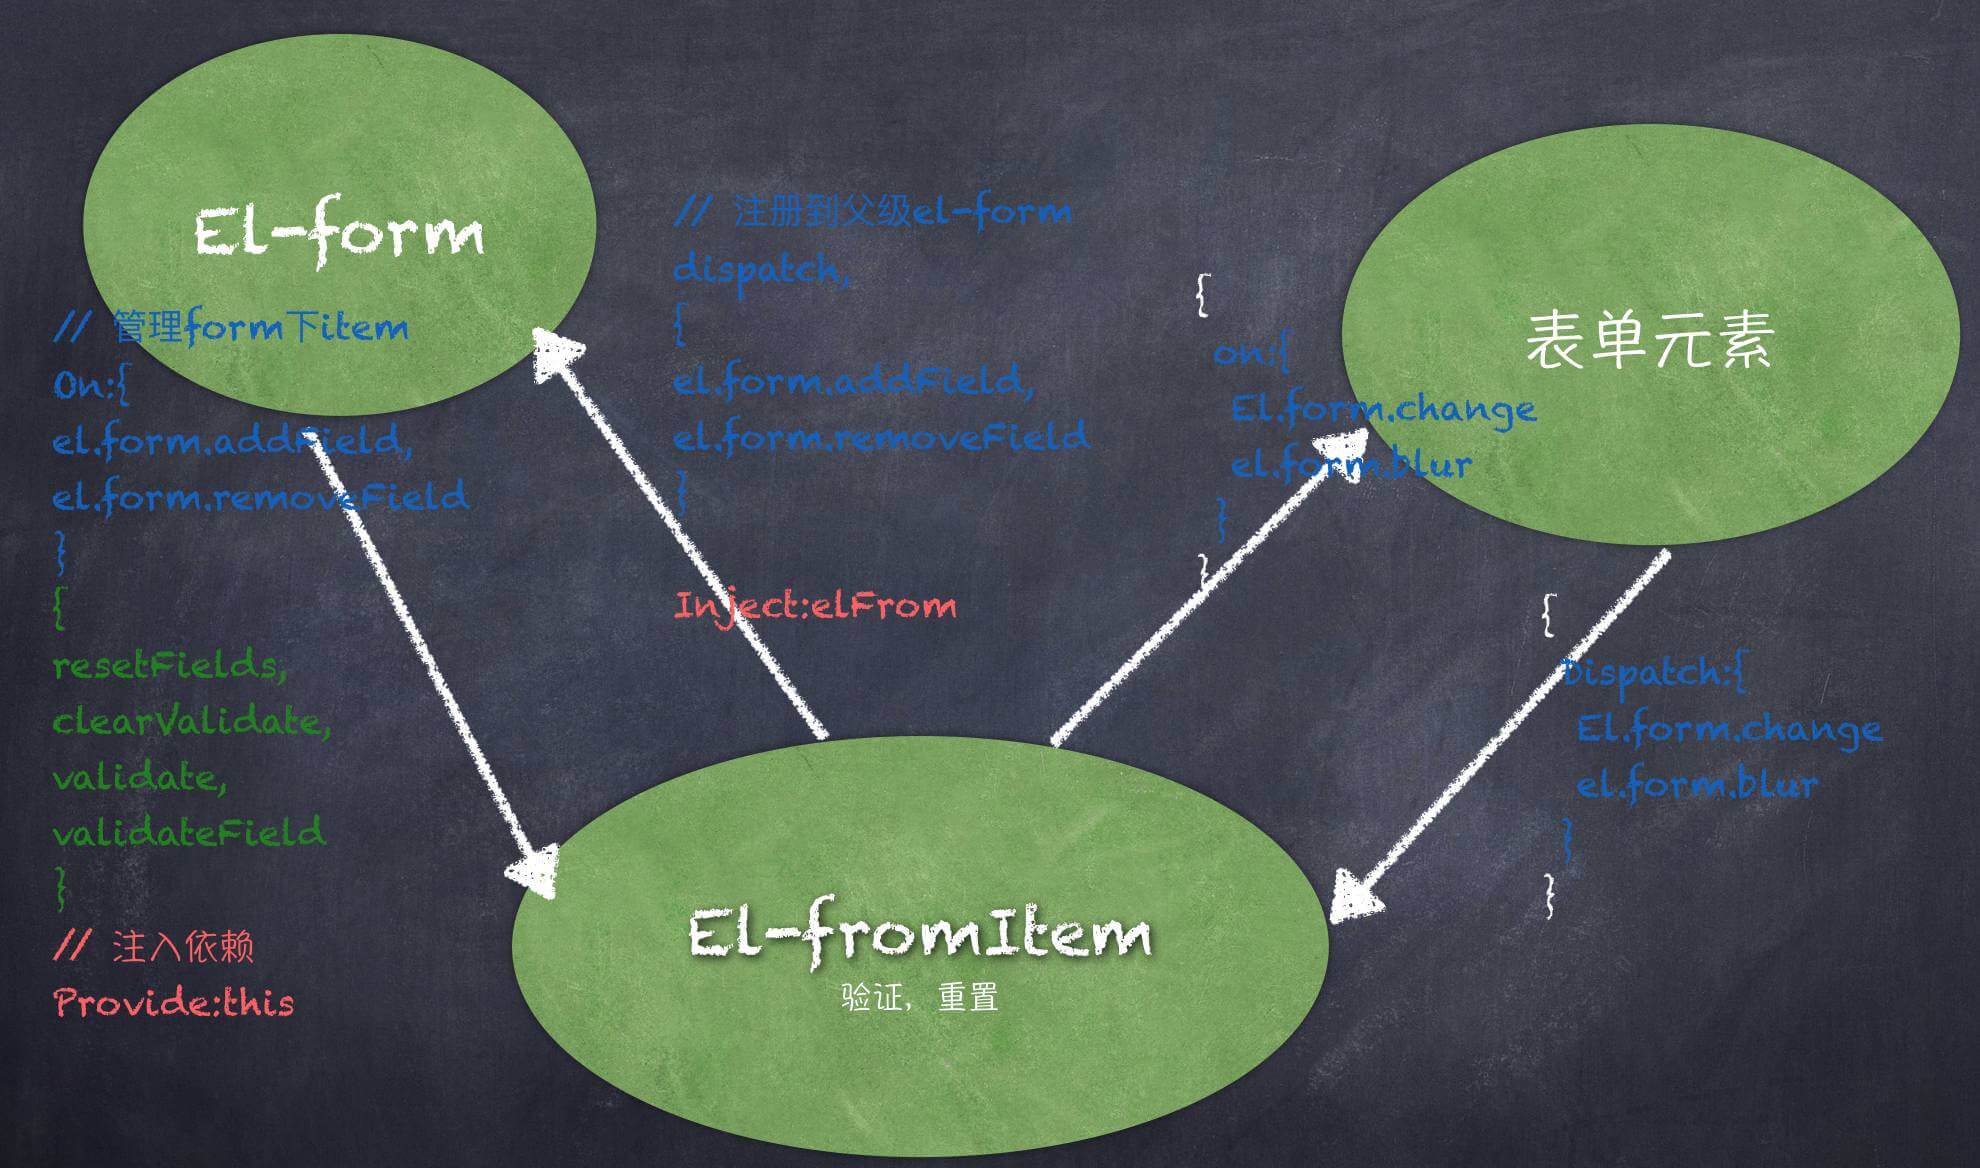 El-form
// 管理form下item
On:{
el.form.addField,
el.form.removeField
}
{
resetFields,
clearValidate,
validate,
validateField
}
// 注入依赖
Provide:this
// 注册到父级el-form
dispatch,
{
el.form.addField,
el.form.removeField
}
Inject:elFrom
{
on:{
El.form.change
el.form.blur
}
}
表单元素
{
Dispatch:{
El.form.change
el.form.blur
}
}
El-fromItem
验证，重置